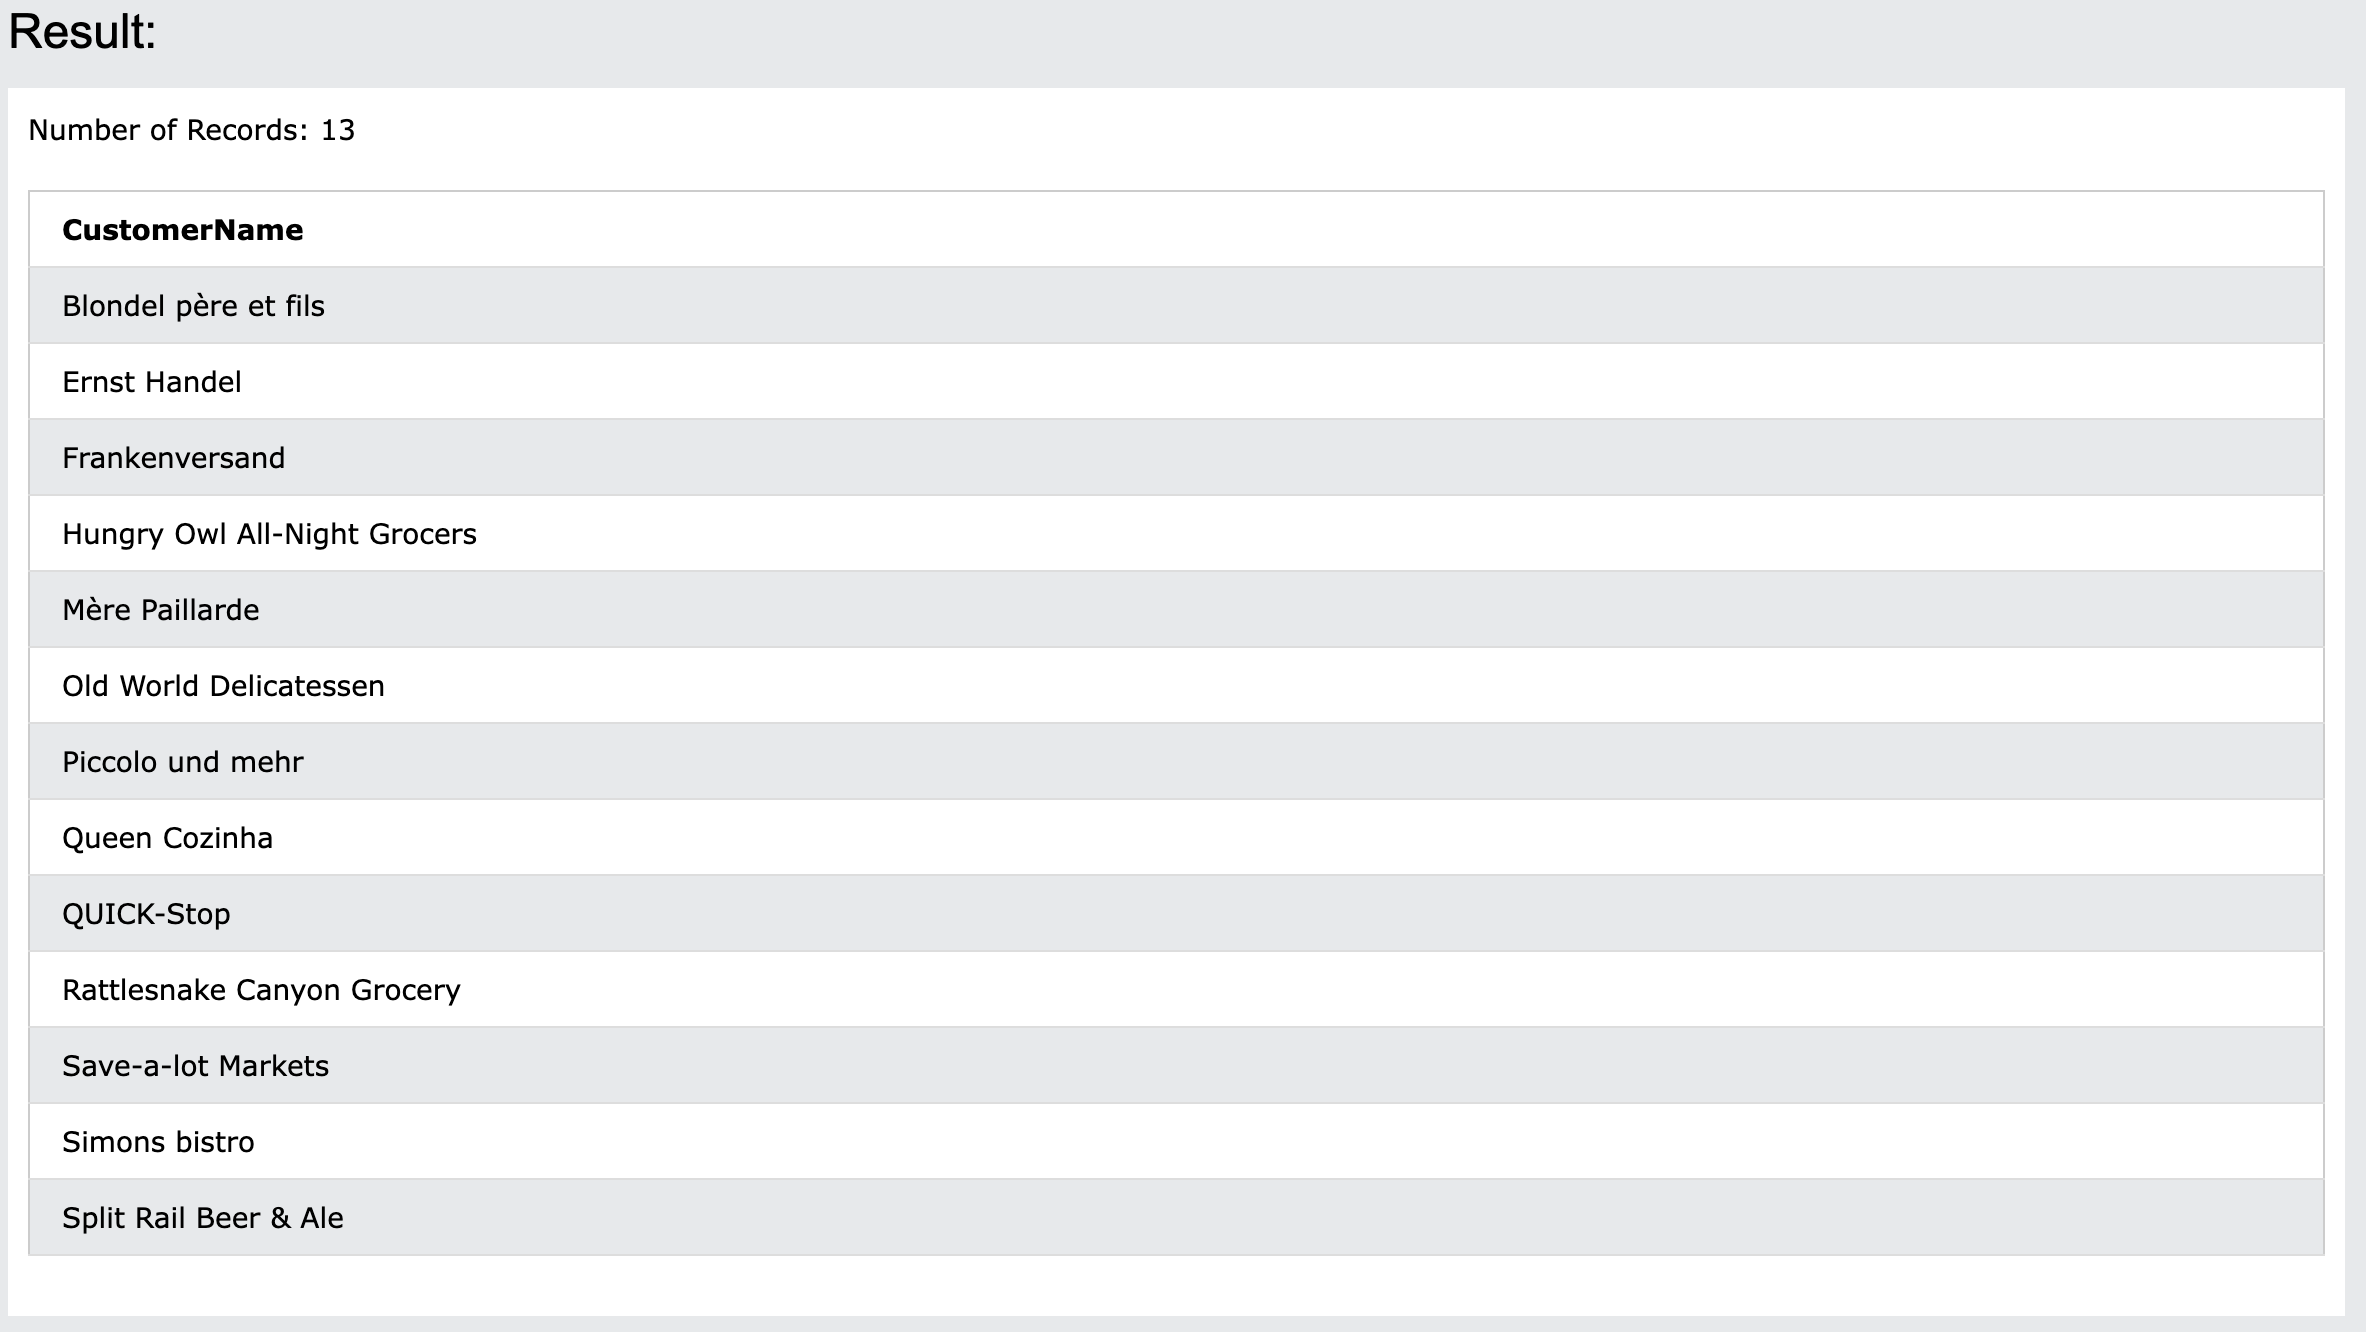 Result:
Number of Records: 13
CustomerName
Blondel père et fils
Ernst Handel
Frankenversand
Hungry Owl All-Night Grocers
Mère Paillarde
Old World Delicatessen
Piccolo und mehr
Queen Cozinha
QUICK-Stop
Rattlesnake Canyon Grocery
Save-a-lot Markets
Simons bistro
Split Rail Beer & Ale